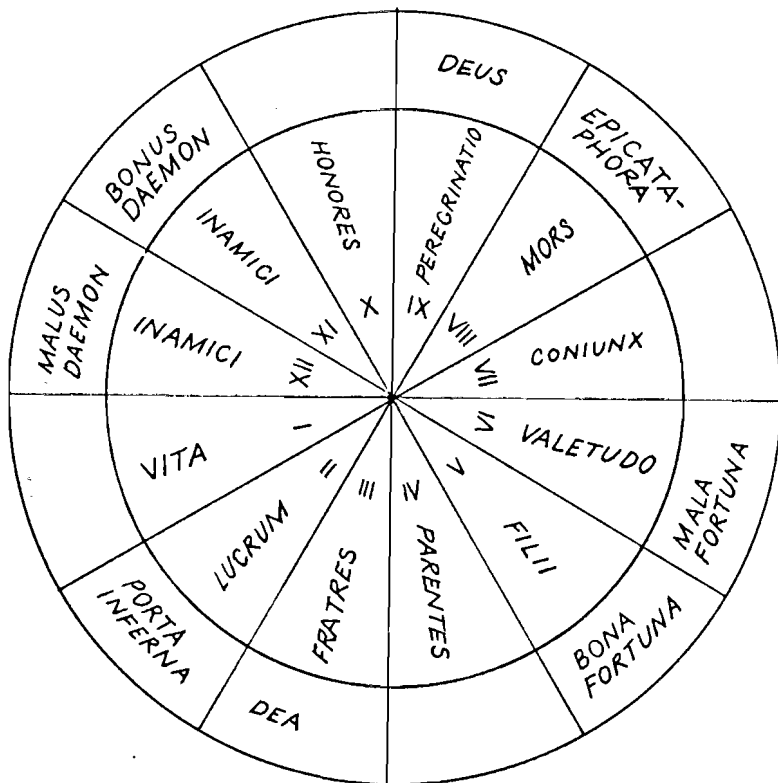 DEUS
EPICATA-
PHORA
BONUS
DAEMON
MALUS
DAEMON
HONORES
PEREGRINATIO
INAMICI
MORS
INAMICI
CONIUNX
X
IX
XI
VIII
XII
VII
I
VI
II
III
IV
V
VITA
VALETUDO
LUCRUM
FRATRES
PARENTES
FILII
MALA
FORTUNA
PORTA
INFERNA
BONA
FORTUNA
DEA